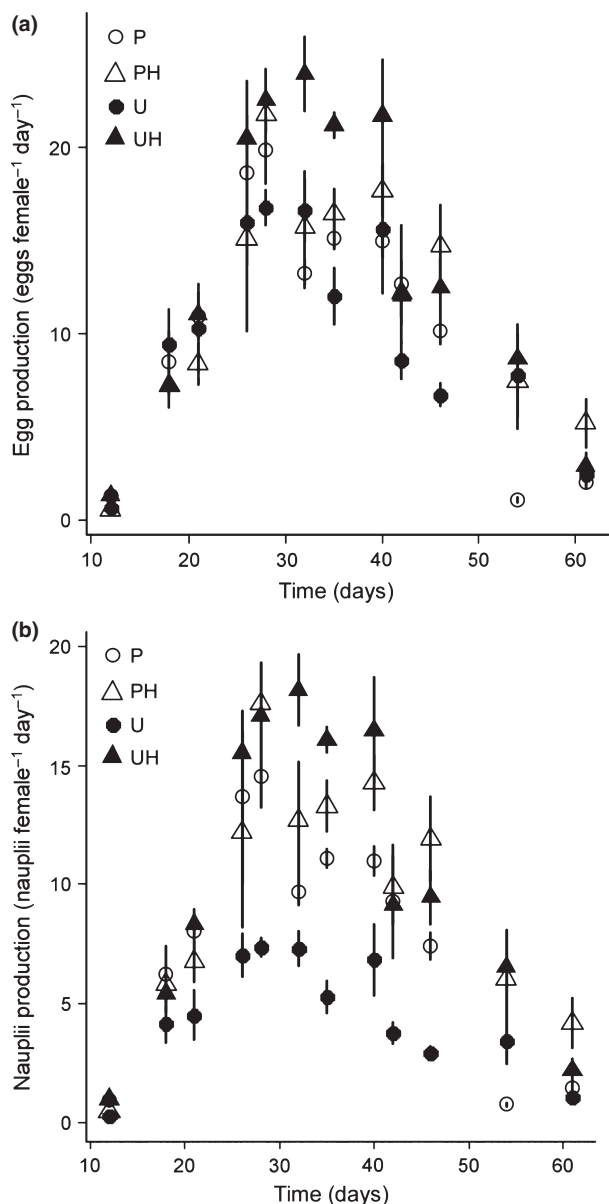 (a)
P
PH
U
UH
20
10
0
Egg production (eggs female⁻¹ day⁻¹)
10 20 30 40 50 60
Time (days)
(b)
P
PH
U
UH
20
15
10
5
0
Nauplii production (nauplii female⁻¹ day⁻¹)
10 20 30 40 50 60
Time (days)